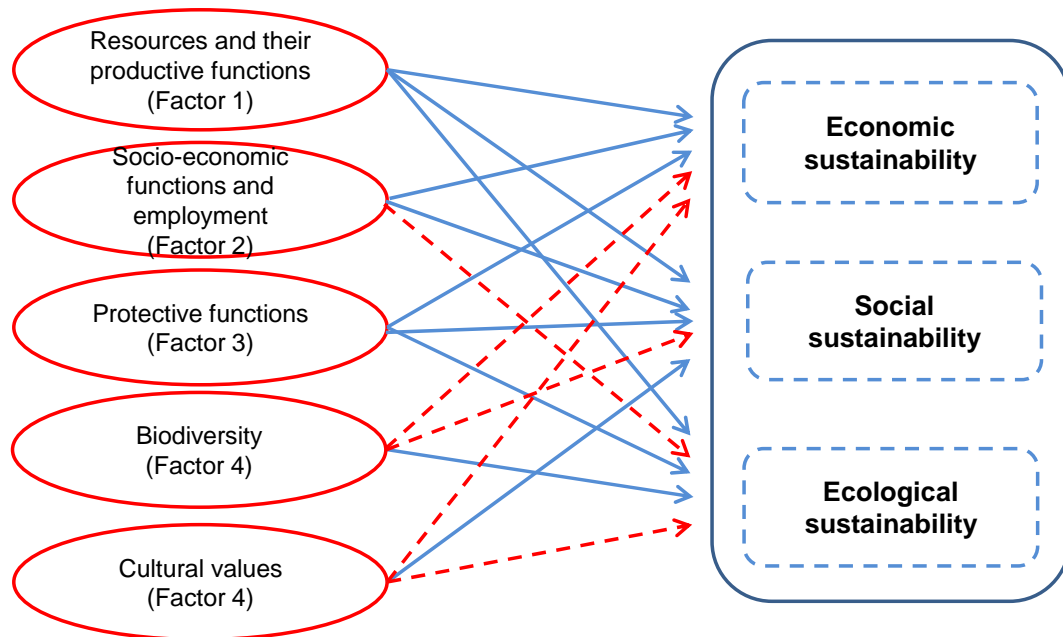 Resources and their
productive functions
(Factor 1)
Socio-economic
functions and
employment
(Factor 2)
Protective functions
(Factor 3)
Biodiversity
(Factor 4)
Cultural values
(Factor 4)
Economic
sustainability
Social
sustainability
Ecological
sustainability